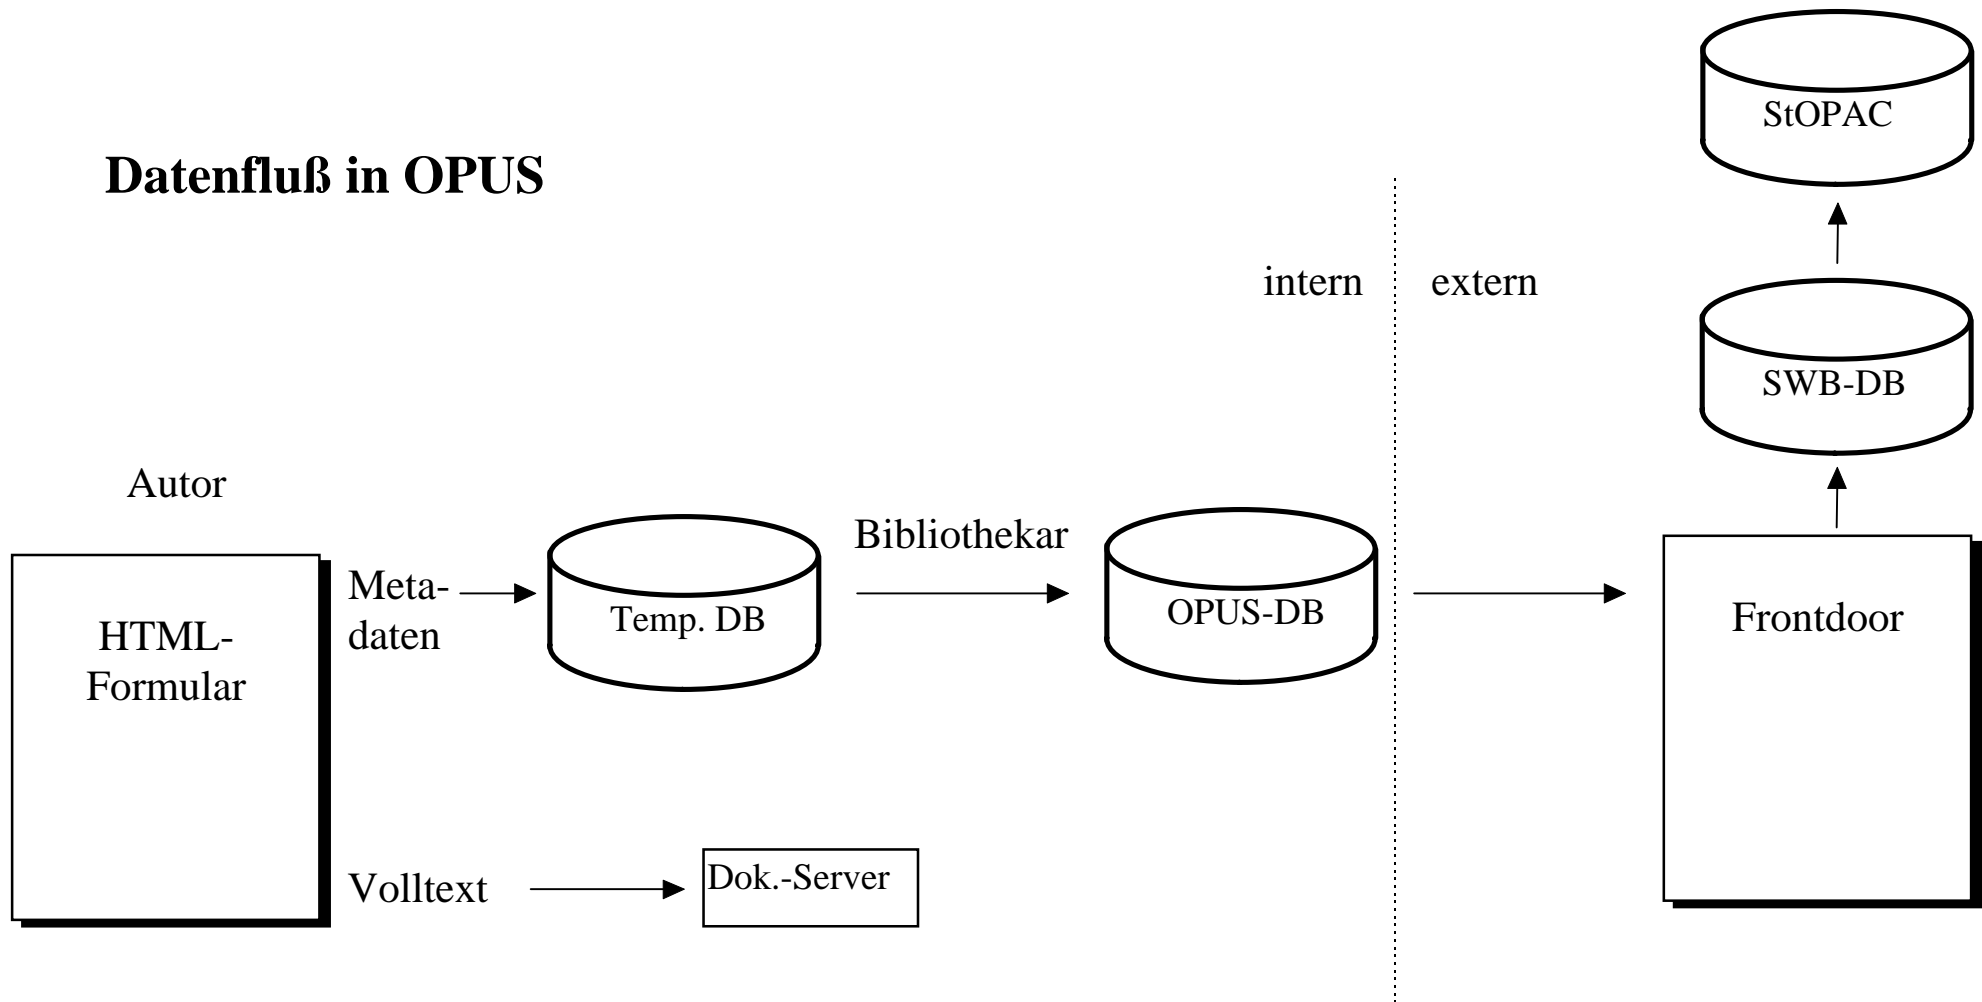 StOPAC
Datenfluß in OPUS
intern
extern
SWB-DB
Autor
Bibliothekar
Meta-
daten
HTML-
Formular
Temp. DB
OPUS-DB
Frontdoor
Volltext
Dok.-Server